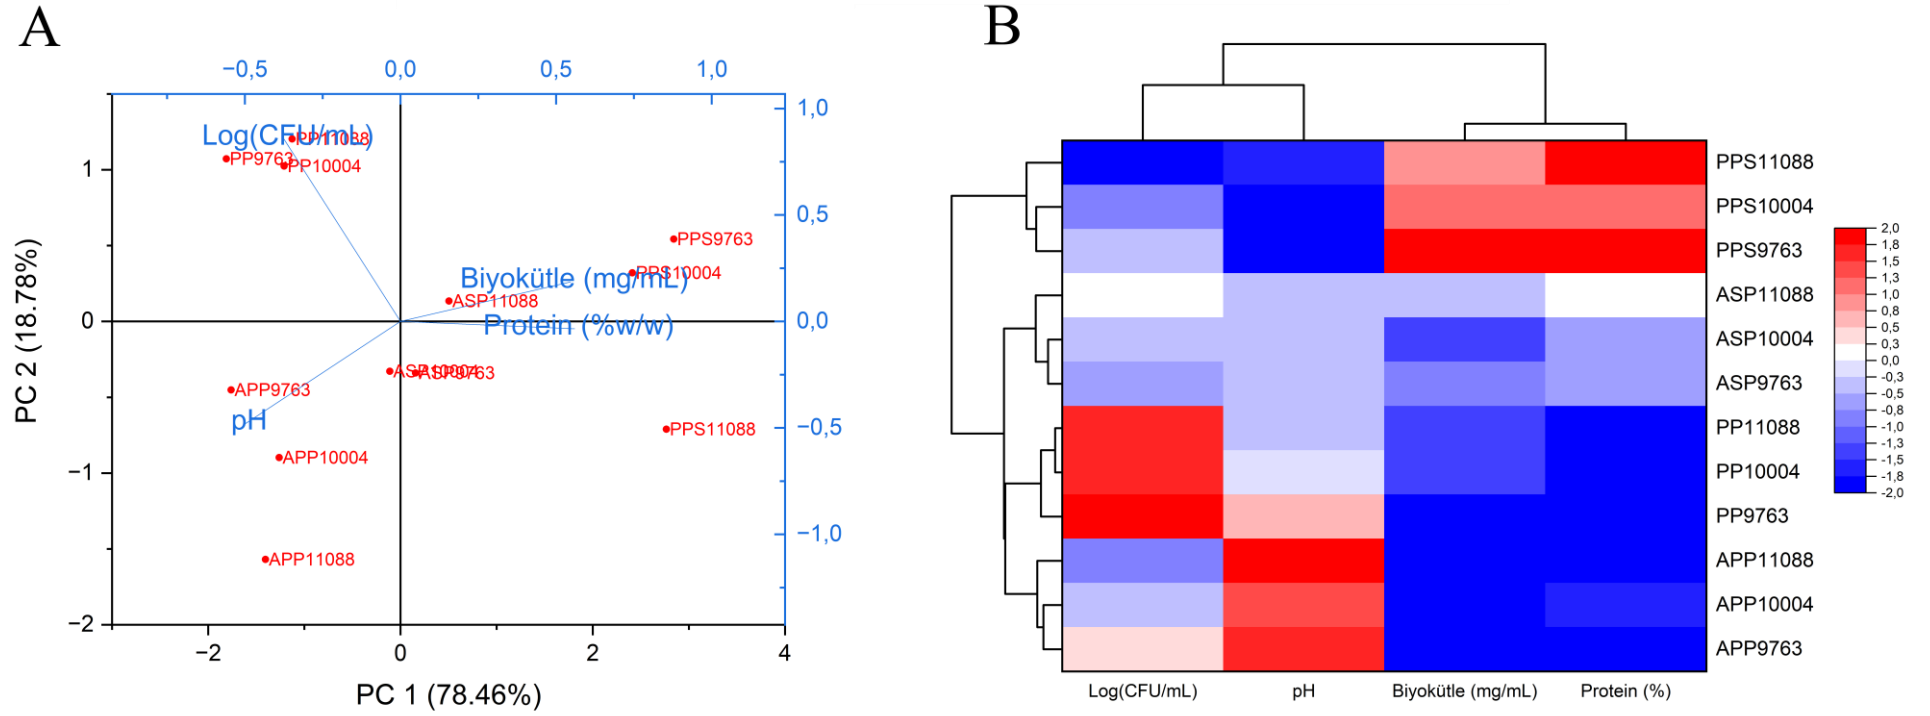 A
−0,5 0,0 0,5 1,0
1,0
0,5
0,0
−0,5
−1,0
1
0
−1
−2
−2 0 2 4
PC 2 (18.78%)
PC 1 (78.46%)
Log(CFU/mL)
PP11088
PP9763
PP10004
PPS9763
Biyokütle (mg/mL)
PPS10004
ASP11088
Protein (%w/w)
ASP10004
ASP9763
APP9763
pH
PPS11088
APP10004
APP11088
B
PPS11088
PPS10004
PPS9763
ASP11088
ASP10004
ASP9763
PP11088
PP10004
PP9763
APP11088
APP10004
APP9763
Log(CFU/mL) pH Biyokütle (mg/mL) Protein (%)
2,0
1,8
1,5
1,3
1,0
0,8
0,5
0,3
0,0
-0,3
-0,5
-0,8
-1,0
-1,3
-1,5
-1,8
-2,0